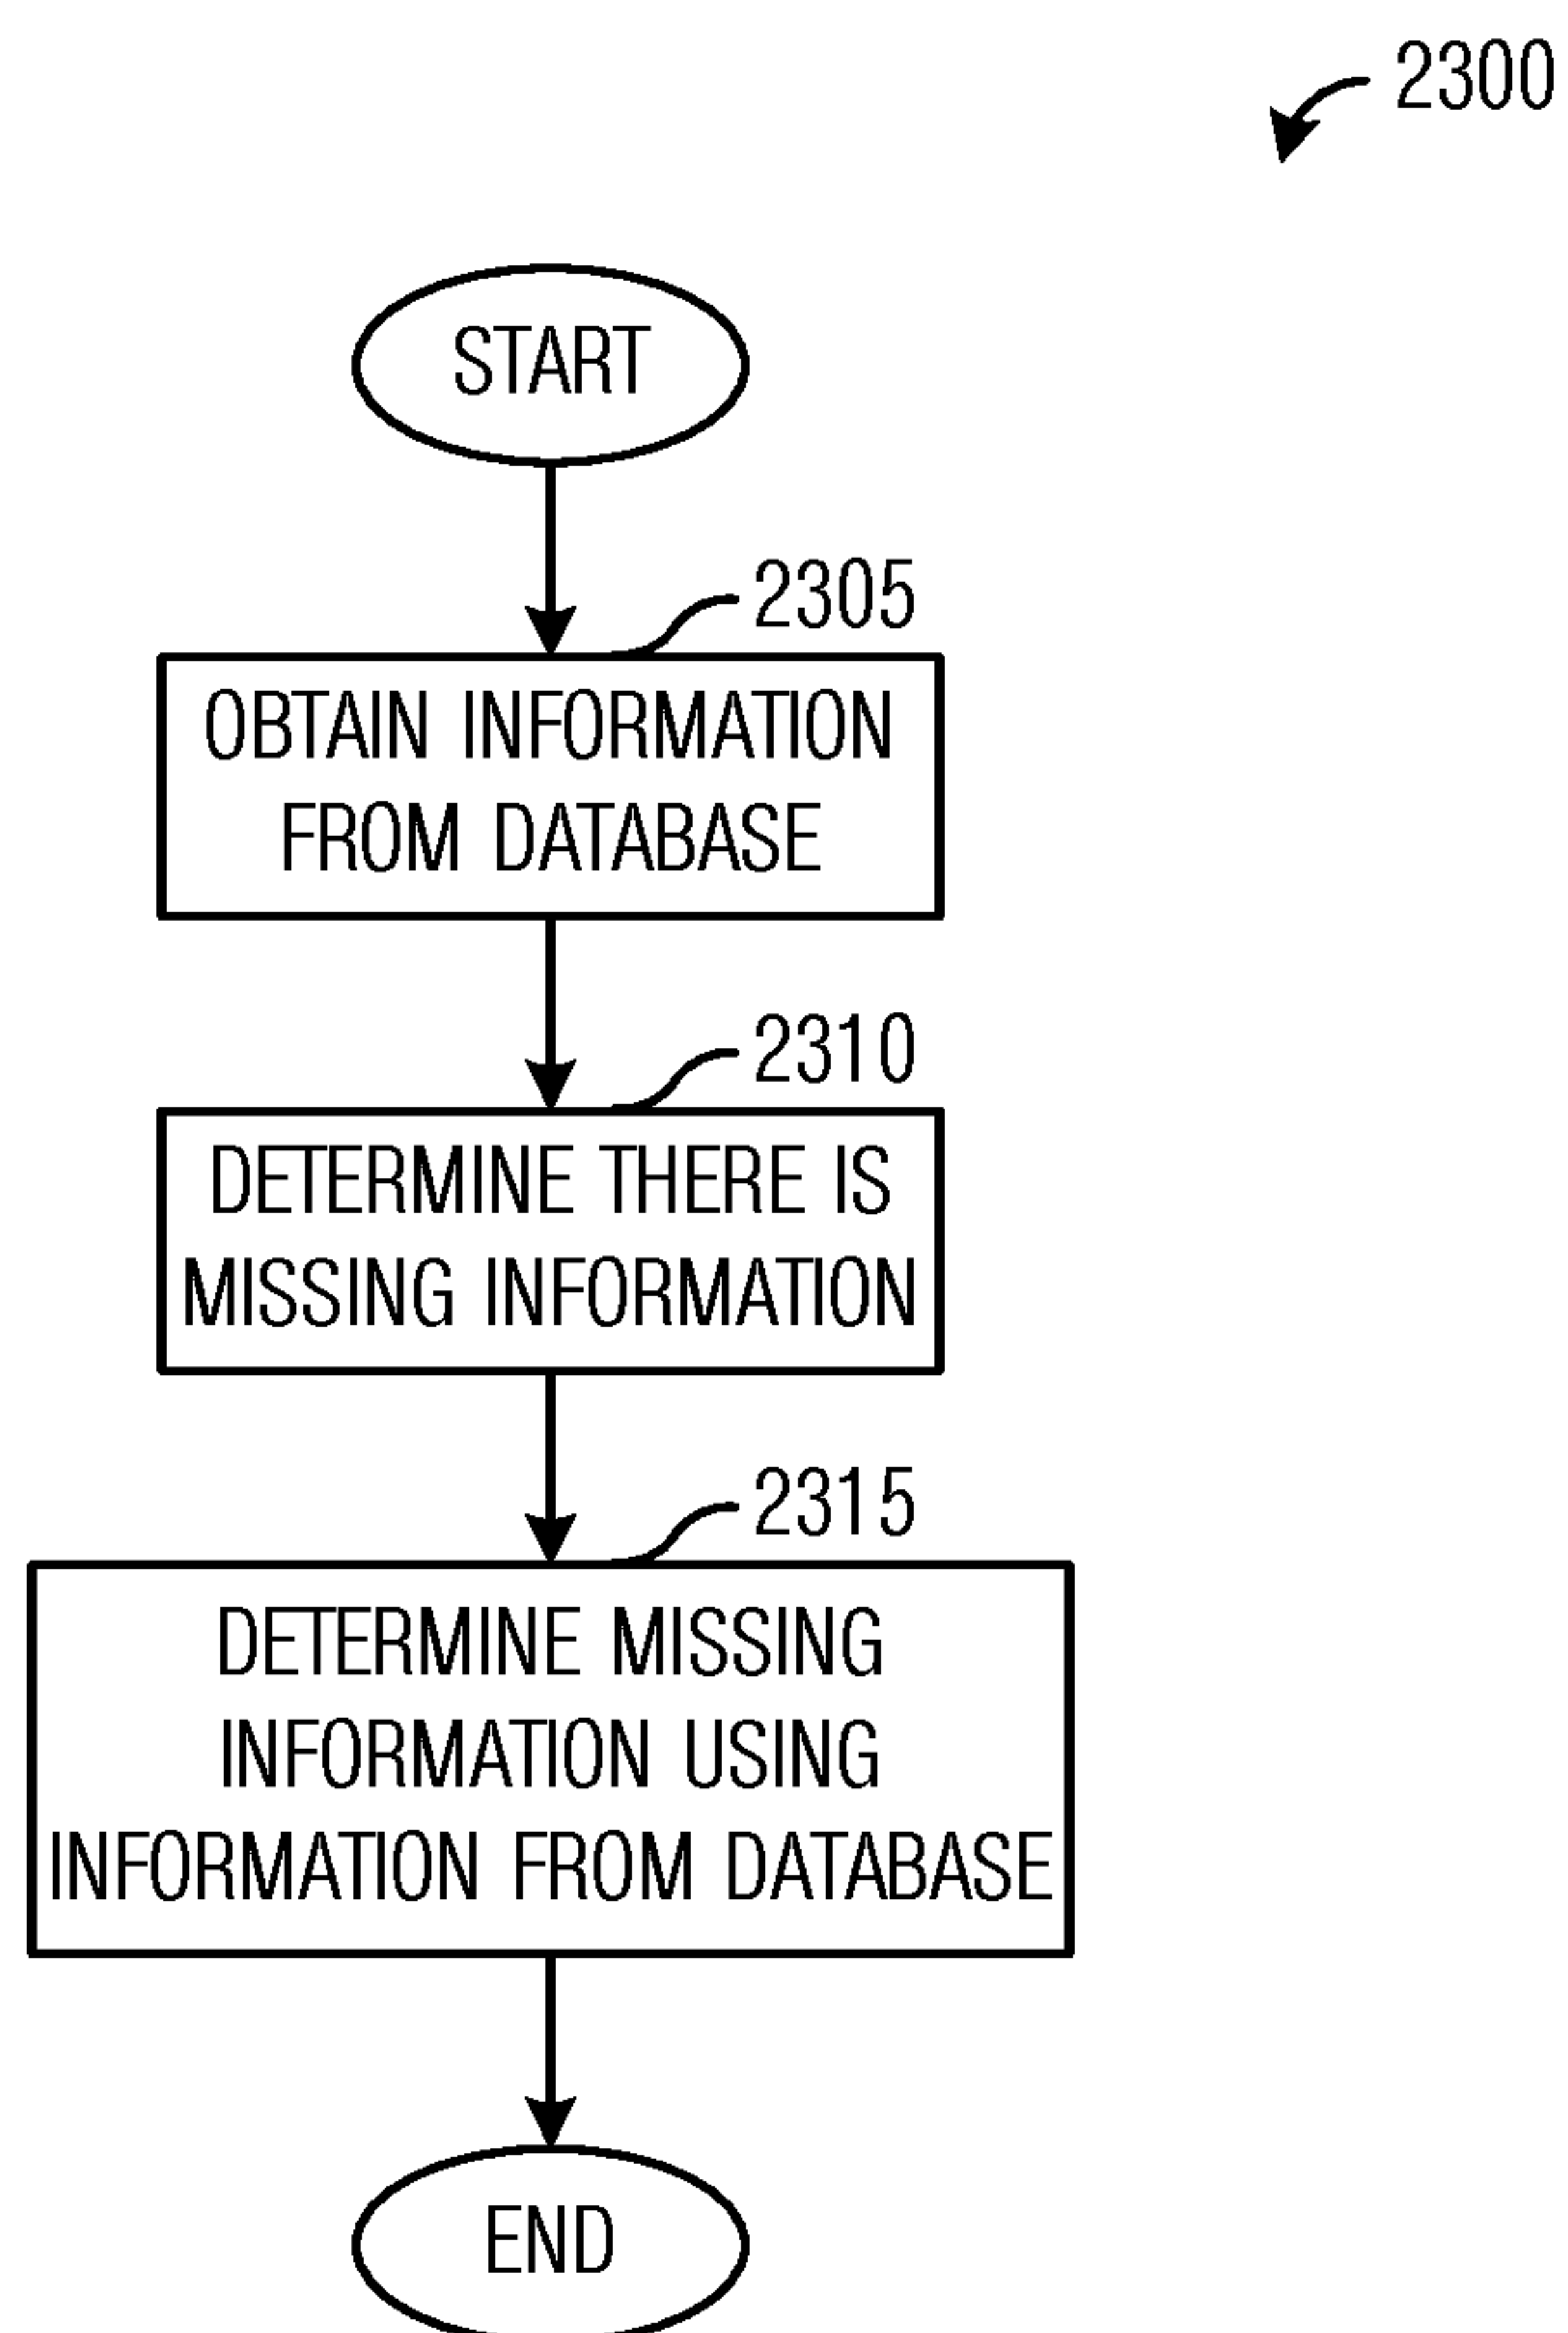 2300
START
2305
OBTAIN INFORMATION
FROM DATABASE
2310
DETERMINE THERE IS
MISSING INFORMATION
2315
DETERMINE MISSING
INFORMATION USING
INFORMATION FROM DATABASE
END